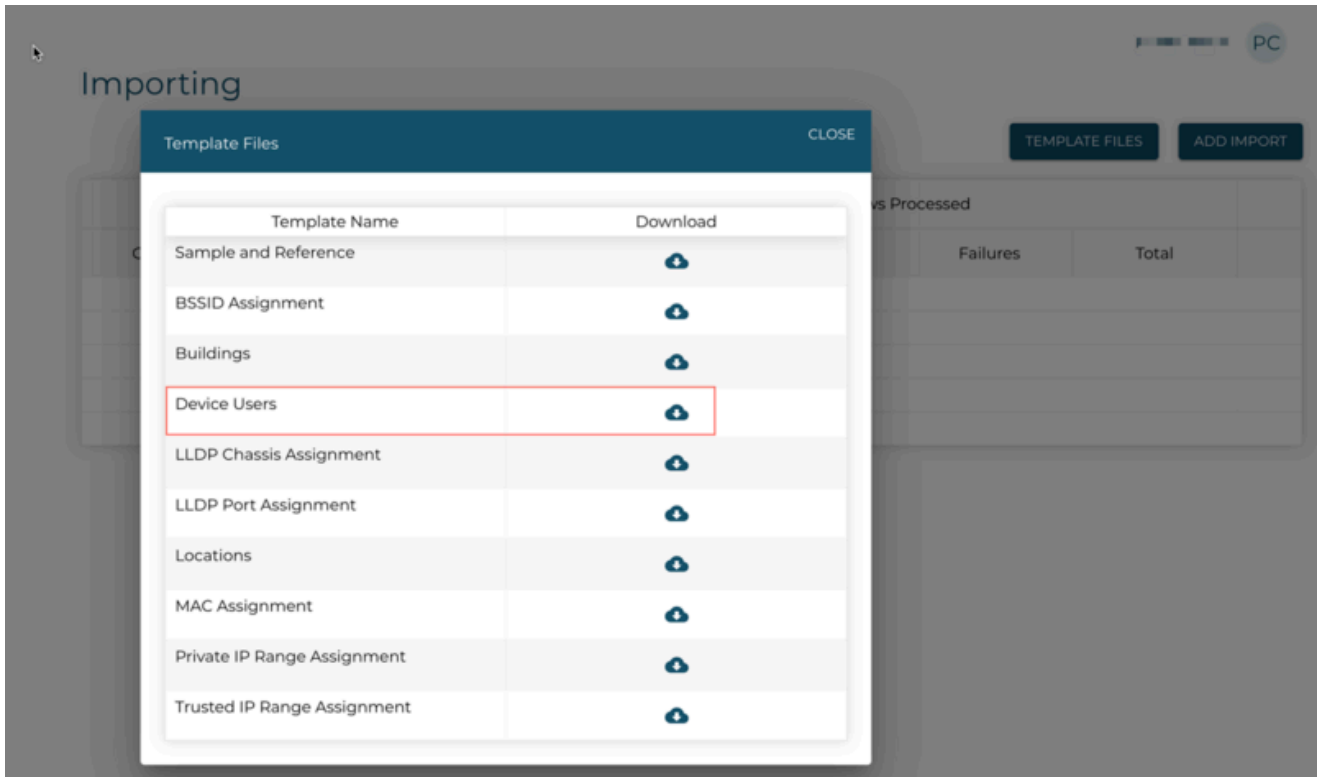 PC
Importing
Template Files
CLOSE
TEMPLATE FILES
ADD IMPORT
Processed
Failures
Total
Template Name
Download
Sample and Reference
BSSID Assignment
Buildings
Device Users
LLDP Chassis Assignment
LLDP Port Assignment
Locations
MAC Assignment
Private IP Range Assignment
Trusted IP Range Assignment